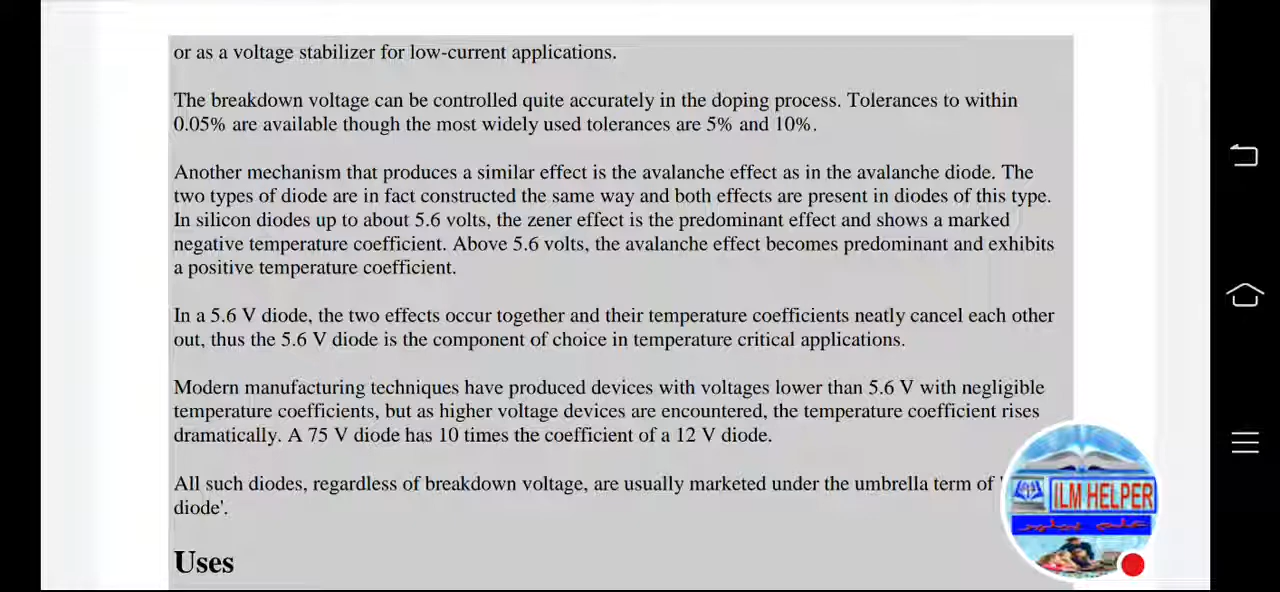 or as a voltage stabilizer for low-current applications.
The breakdown voltage can be controlled quite accurately in the doping process. Tolerances to within
0.05% are available though the most widely used tolerances are 5% and 10%.
Another mechanism that produces a similar effect is the avalanche effect as in the avalanche diode. The
two types of diode are in fact constructed the same way and both effects are present in diodes of this type.
In silicon diodes up to about 5.6 volts, the zener effect is the predominant effect and shows a marked
negative temperature coefficient. Above 5.6 volts, the avalanche effect becomes predominant and exhibits
a positive temperature coefficient.
In a 5.6 V diode, the two effects occur together and their temperature coefficients neatly cancel each other
out, thus the 5.6 V diode is the component of choice in temperature critical applications.
Modern manufacturing techniques have produced devices with voltages lower than 5.6 V with negligible
temperature coefficients, but as higher voltage devices are encountered, the temperature coefficient rises
dramatically. A 75 V diode has 10 times the coefficient of a 12 V diode.
All such diodes, regardless of breakdown voltage, are usually marketed under the umbrella term of '
diode'.
Uses
ILM HELPER